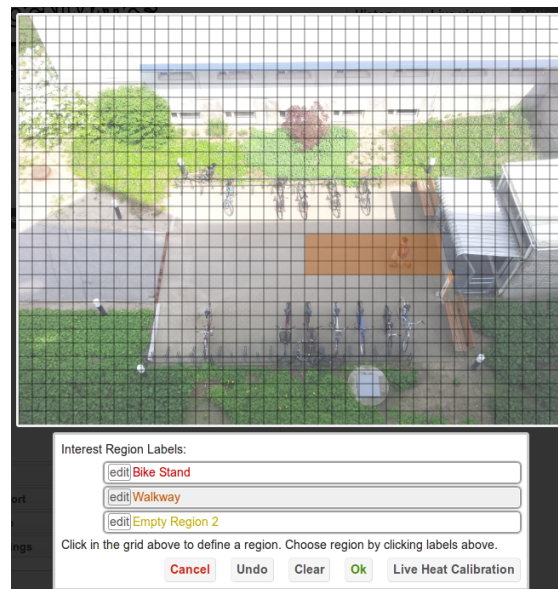 Interest Region Labels:
edit Bike Stand
edit Walkway
edit Empty Region 2
Click in the grid above to define a region. Choose region by clicking labels above.
Cancel Undo Clear Ok Live Heat Calibration